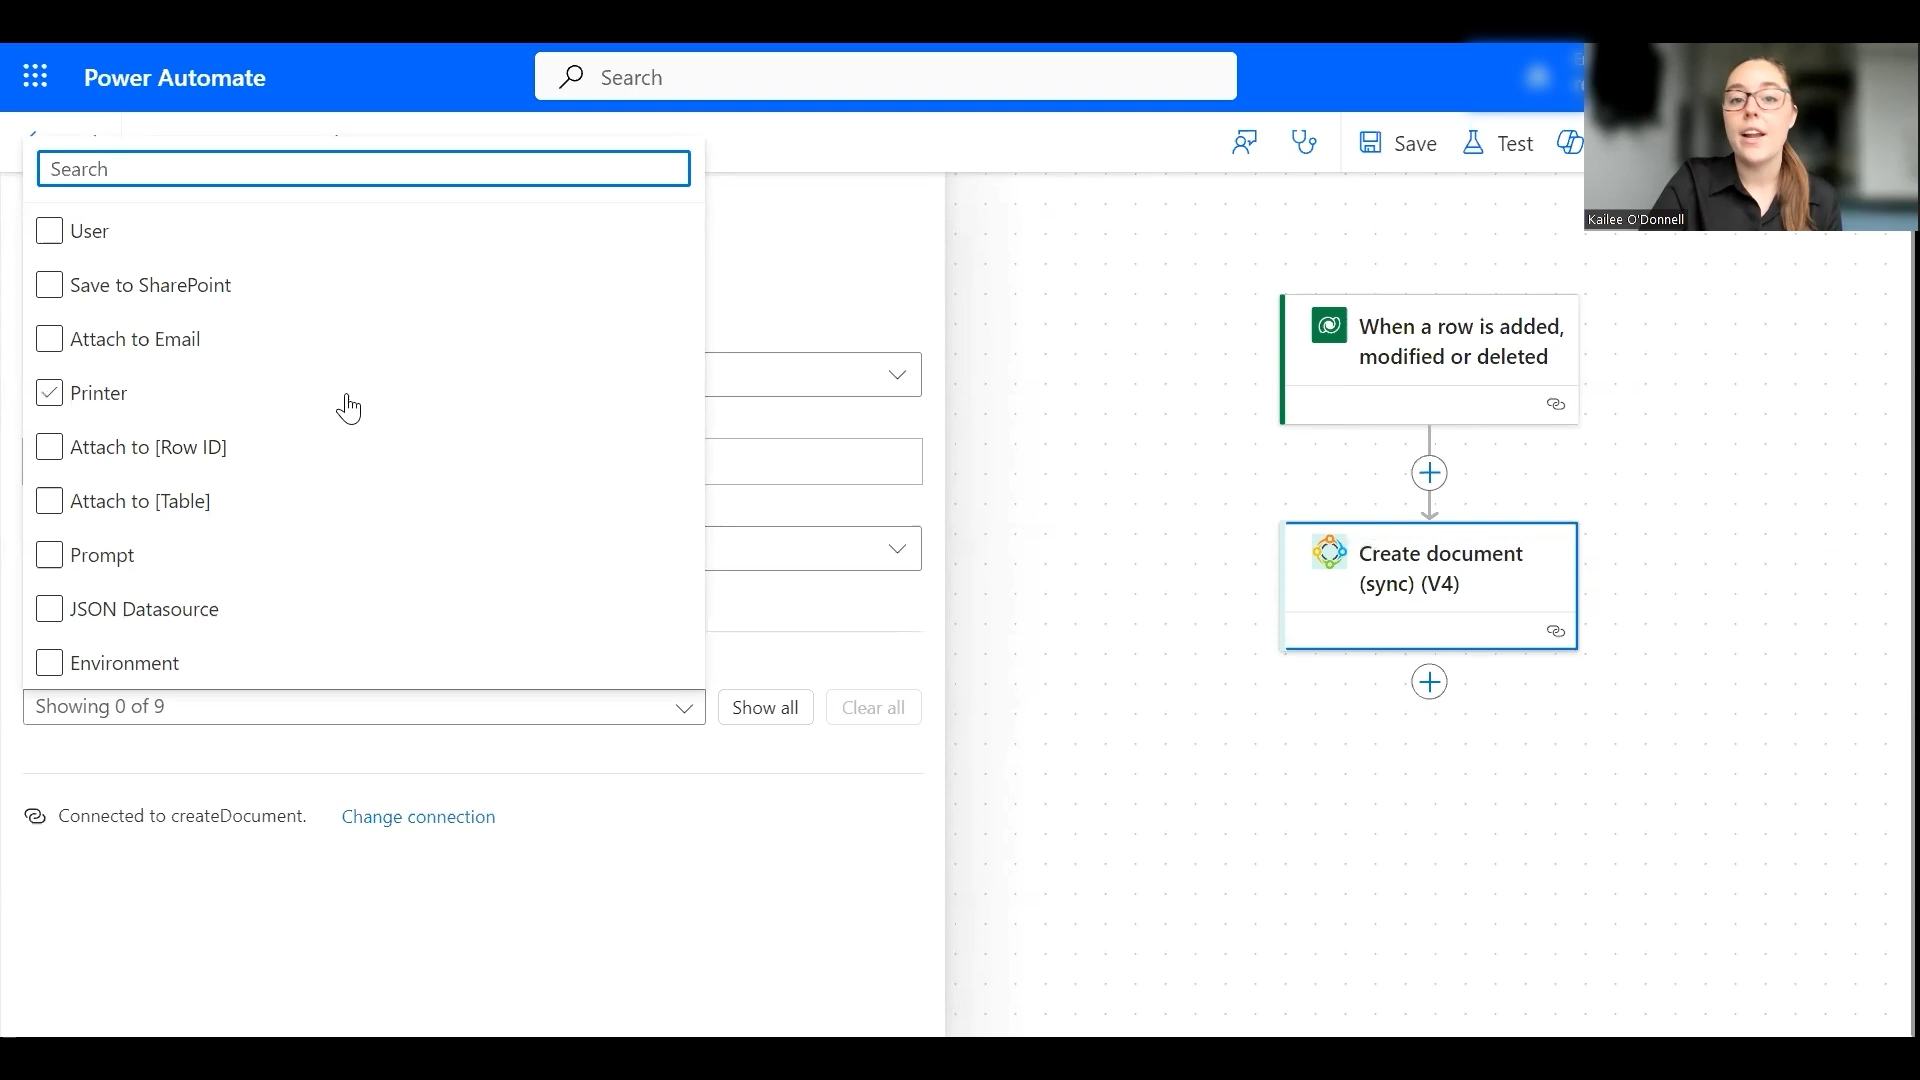 Power Automate
Search
Save
Test
Kailee O'Donnell
Search
User
Save to SharePoint
Attach to Email
Printer
Attach to [Row ID]
Attach to [Table]
Prompt
JSON Datasource
Environment
Showing 0 of 9
Show all
Clear all
Connected to createDocument.
Change connection
When a row is added,
modified or deleted
Create document
(sync) (V4)